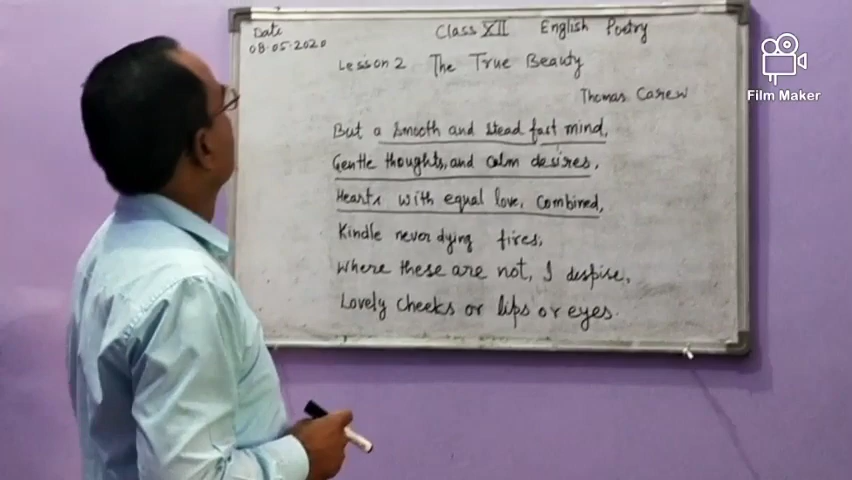 Date
08.05.2020
Class XII English Poetry
Lesson 2 The True Beauty
Thomas Carew
But a smooth and stead fast mind,
Gentle thoughts, and calm desires,
Hearts with equal love, combined,
Kindle never dying fires,
Where these are not, I despise,
Lovely cheeks or lips or eyes.
Film Maker